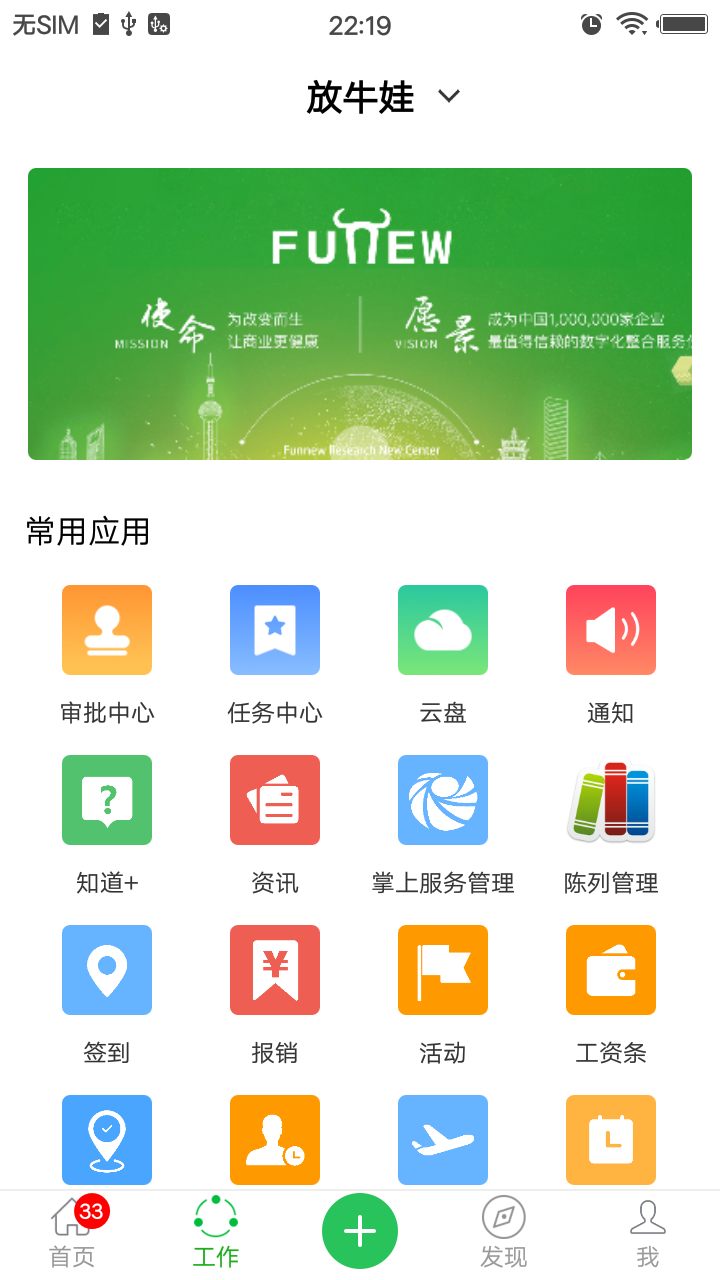 无SIM
22:19
放牛娃
FUNNEW
使命
MISSION
为改变而生
让商业更健康
愿景
VISION
成为中国1,000,000家企业
最值得信赖的数字化整合服务
Funnew Research New Center
常用应用
审批中心
任务中心
云盘
通知
知道+
资讯
掌上服务管理
陈列管理
签到
报销
活动
工资条
33
首页
工作
发现
我